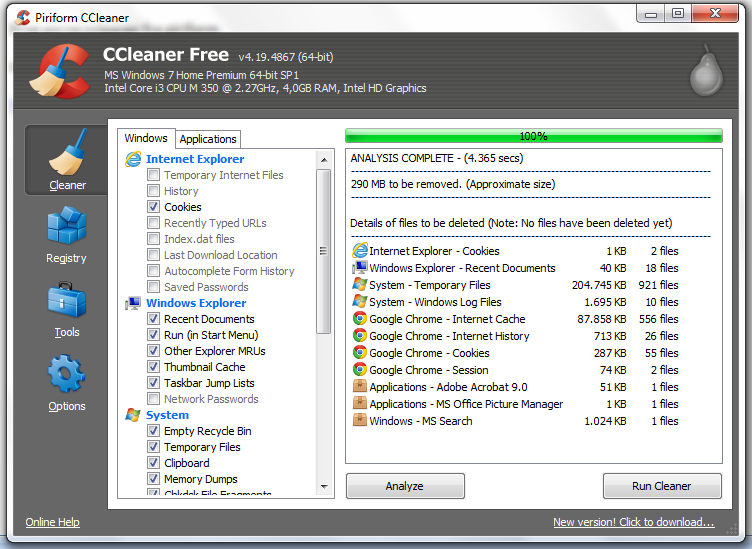 Piriform CCleaner
CCleaner Free v4.19.4867 (64-bit)
MS Windows 7 Home Premium 64-bit SP1
Intel Core i3 CPU M 350 @ 2.27GHz, 4,0GB RAM, Intel HD Graphics
Cleaner
Registry
Tools
Options
Windows
Applications
Internet Explorer
Temporary Internet Files
History
Cookies
Recently Typed URLs
Index.dat files
Last Download Location
Autocomplete Form History
Saved Passwords
Windows Explorer
Recent Documents
Run (in Start Menu)
Other Explorer MRUs
Thumbnail Cache
Taskbar Jump Lists
Network Passwords
System
Empty Recycle Bin
Temporary Files
Clipboard
Memory Dumps
Chkdsk File Fragments
100%
ANALYSIS COMPLETE - (4.365 secs)
290 MB to be removed. (Approximate size)
Details of files to be deleted (Note: No files have been deleted yet)
Internet Explorer - Cookies 1 KB 2 files
Windows Explorer - Recent Documents 40 KB 18 files
System - Temporary Files 204.745 KB 921 files
System - Windows Log Files 1.695 KB 10 files
Google Chrome - Internet Cache 87.858 KB 556 files
Google Chrome - Internet History 713 KB 26 files
Google Chrome - Cookies 287 KB 55 files
Google Chrome - Session 74 KB 2 files
Applications - Adobe Acrobat 9.0 51 KB 1 files
Applications - MS Office Picture Manager 1 KB 1 files
Windows - MS Search 1.024 KB 1 files
Analyze
Run Cleaner
Online Help
New version! Click to download...